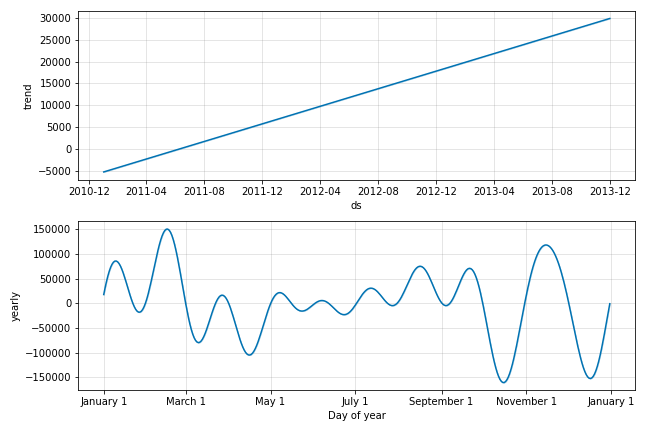 30000
25000
20000
15000
10000
5000
0
−5000
trend
2010-12 2011-04 2011-08 2011-12 2012-04 2012-08 2012-12 2013-04 2013-08 2013-12
ds
150000
100000
50000
0
−50000
−100000
−150000
yearly
January 1 March 1 May 1 July 1 September 1 November 1 January 1
Day of year